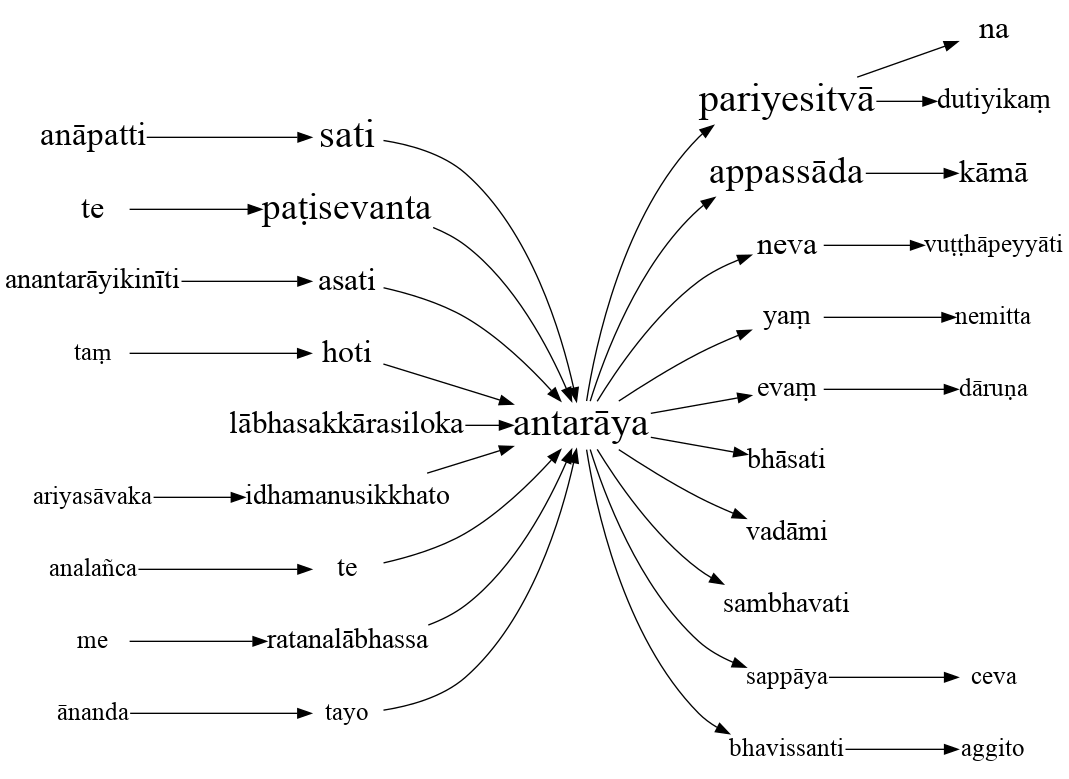 na
pariyesitvā dutiyikaṃ
anāpatti sati
appassāda kāmā
te paṭisevanta
neva vuṭṭhāpeyyāti
anantarāyikinīti asati
yaṃ nemitta
taṃ hoti
evaṃ dāruṇa
lābhasakkārasiloka antarāya
bhāsati
ariyasāvaka idhamanusikkhato
vadāmi
analañca te
sambhavati
me ratanalābhassa
sappāya ceva
ānanda tayo
bhavissanti aggito